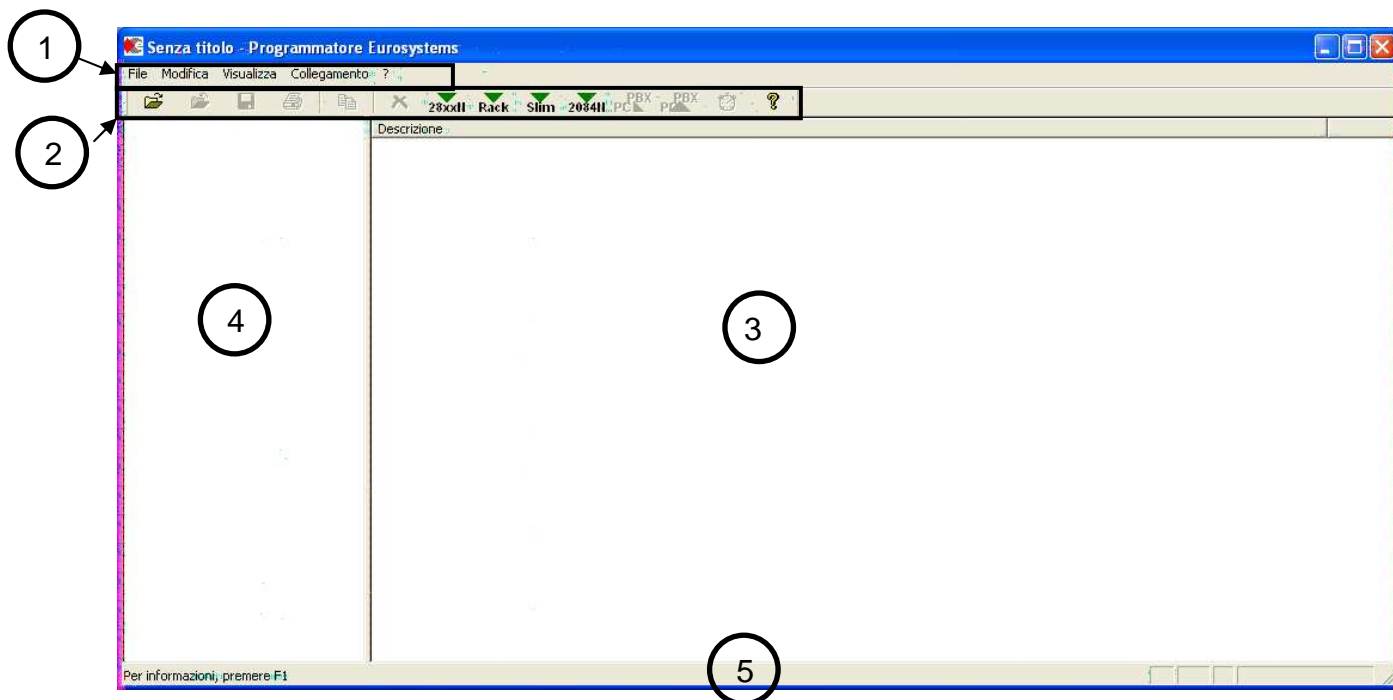 1
Senza titolo - Programmatore Eurosystems
File Modifica Visualizza Collegamento ?
28xxII Rack Slim 2084II PC PBX PBX PC
2
Descrizione
4
3
5
Per informazioni, premere F1